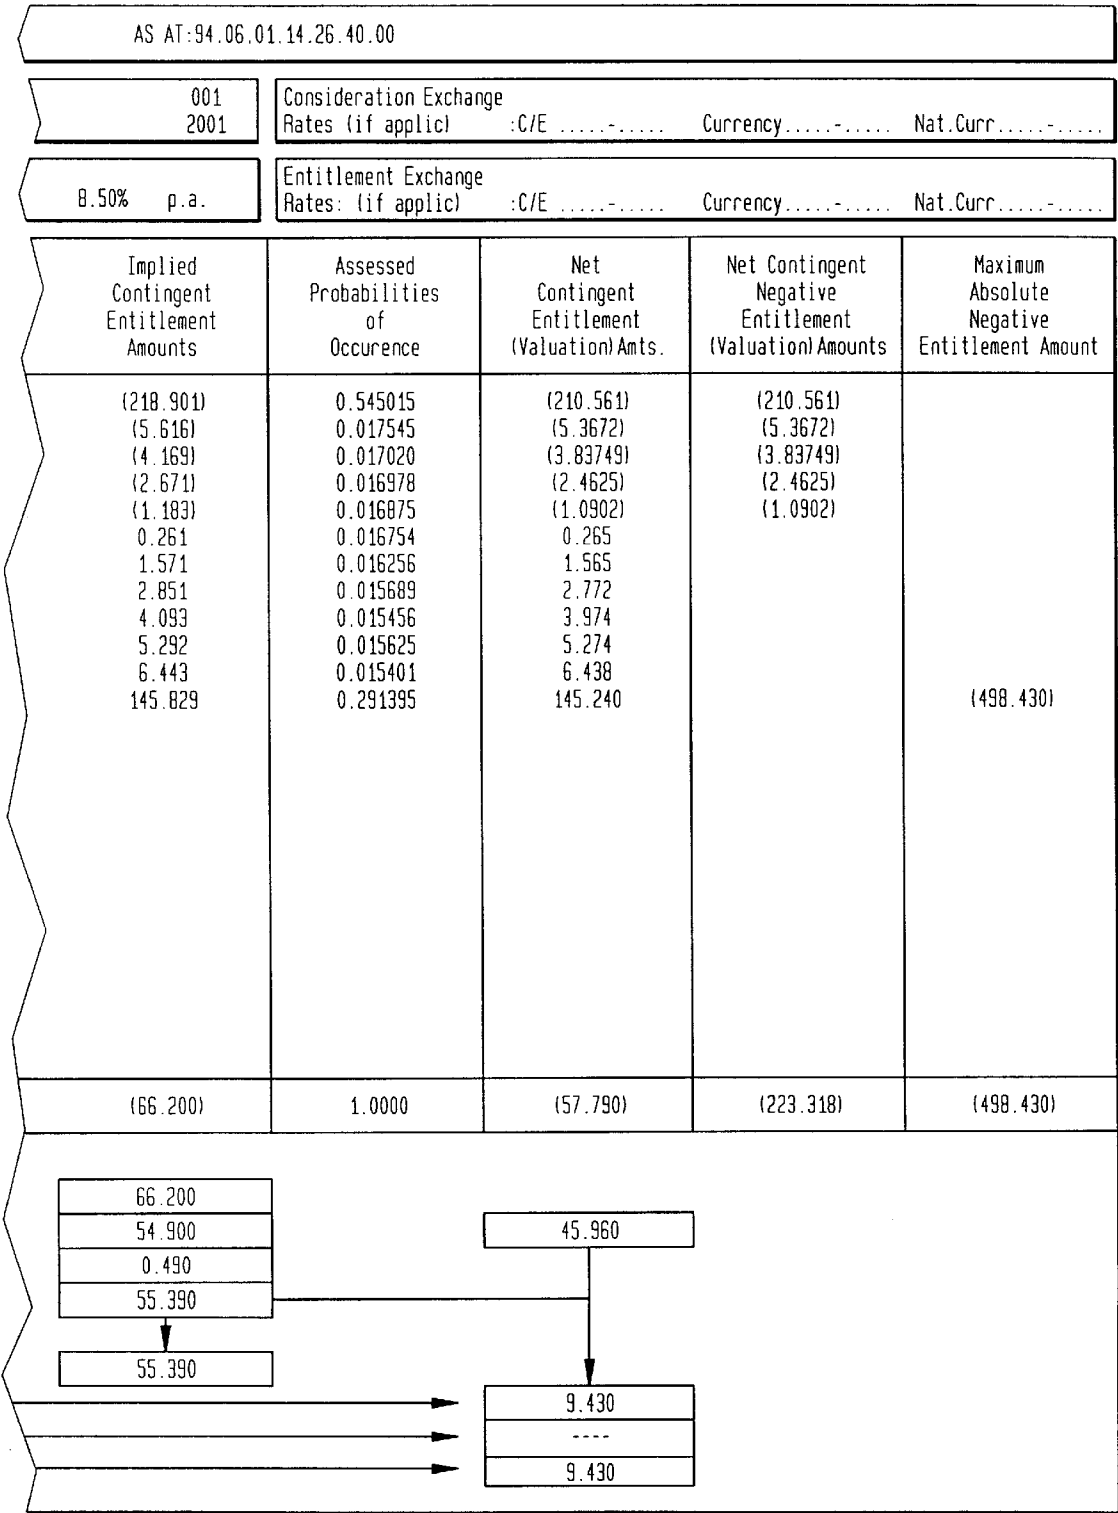 AS AT:94.06.01.14.26.40.00
001
2001
Consideration Exchange
Rates (if applic) :C/E .....-..... Currency.....-..... Nat.Curr.....-.....
8.50% p.a.
Entitlement Exchange
Rates: (if applic) :C/E .....-..... Currency.....-..... Nat.Curr.....-.....
Implied Assessed Net Net Contingent Maximum
Contingent Probabilities Contingent Negative Absolute
Entitlement of Entitlement Entitlement Negative
Amounts Occurence (Valuation)Amts. (Valuation)Amounts Entitlement Amount
(218.901) 0.545015 (210.561) (210.561)
(5.616) 0.017545 (5.3672) (5.3672)
(4.169) 0.017020 (3.83749) (3.83749)
(2.671) 0.016978 (2.4625) (2.4625)
(1.183) 0.016875 (1.0902) (1.0902)
0.261 0.016754 0.265
1.571 0.016256 1.565
2.851 0.015689 2.772
4.093 0.015456 3.974
5.292 0.015625 5.274
6.443 0.015401 6.438
145.829 0.291395 145.240 (498.430)
(66.200) 1.0000 (57.790) (223.318) (498.430)
66.200
54.900 45.960
0.490
55.390
55.390
9.430
----
9.430